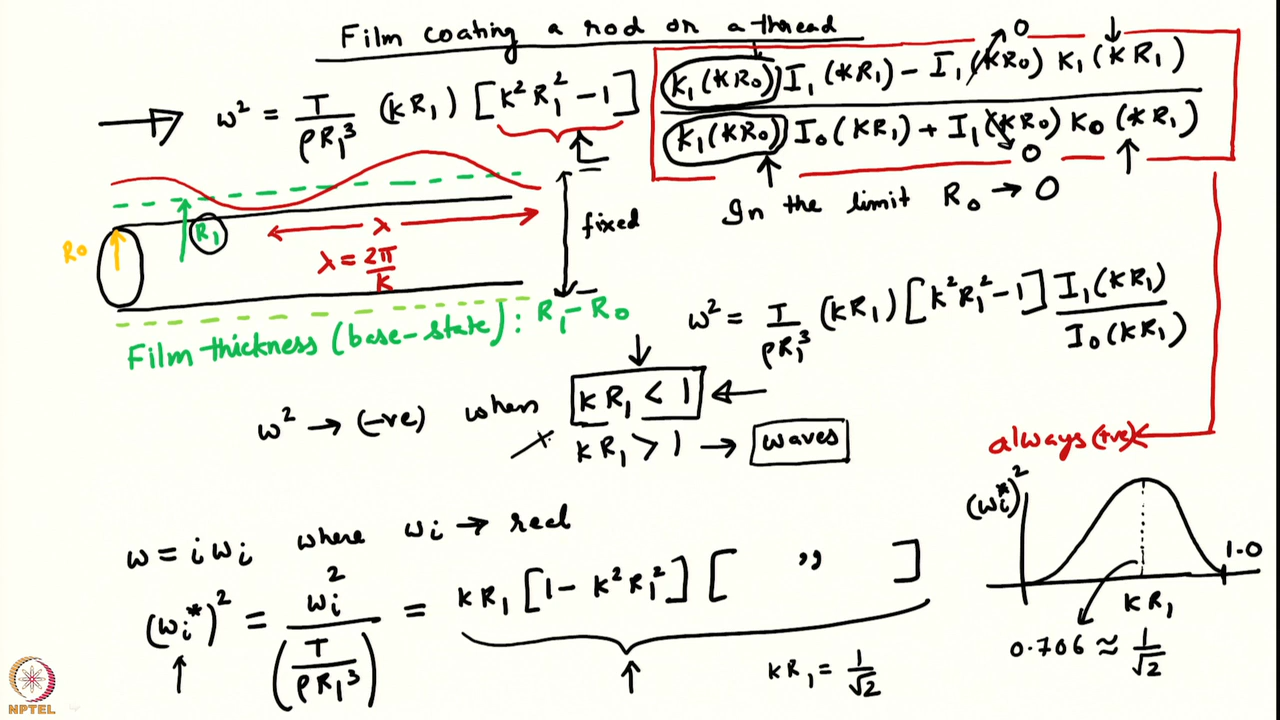 Film coating a rod or a thread
ω² = T/ρR₁³ (kR₁) [k²R₁² − 1] (K₁(kR₀) I₁(kR₁) − I₁(kR₀) K₁(kR₁)) / (K₁(kR₀) I₀(kR₁) + I₁(kR₀) K₀(kR₁))
0
0
In the limit R₀ → 0
R₀
R₁
λ
λ = 2π/k
fixed
Film thickness (base-state) : R₁ − R₀
ω² = T/ρR₁³ (kR₁) [k²R₁² − 1] I₁(kR₁)/I₀(kR₁)
ω² → (-ve) when kR₁ < 1
kR₁ > 1 → waves
always (+ve)
ω = iωᵢ where ωᵢ → real
(ωᵢ*)² = ωᵢ²/(T/ρR₁³) = kR₁ [1 − k²R₁²] [ ,, ]
kR₁ = 1/√2
(ωᵢ*)²
1.0
kR₁
0.706 ≈ 1/√2
NPTEL